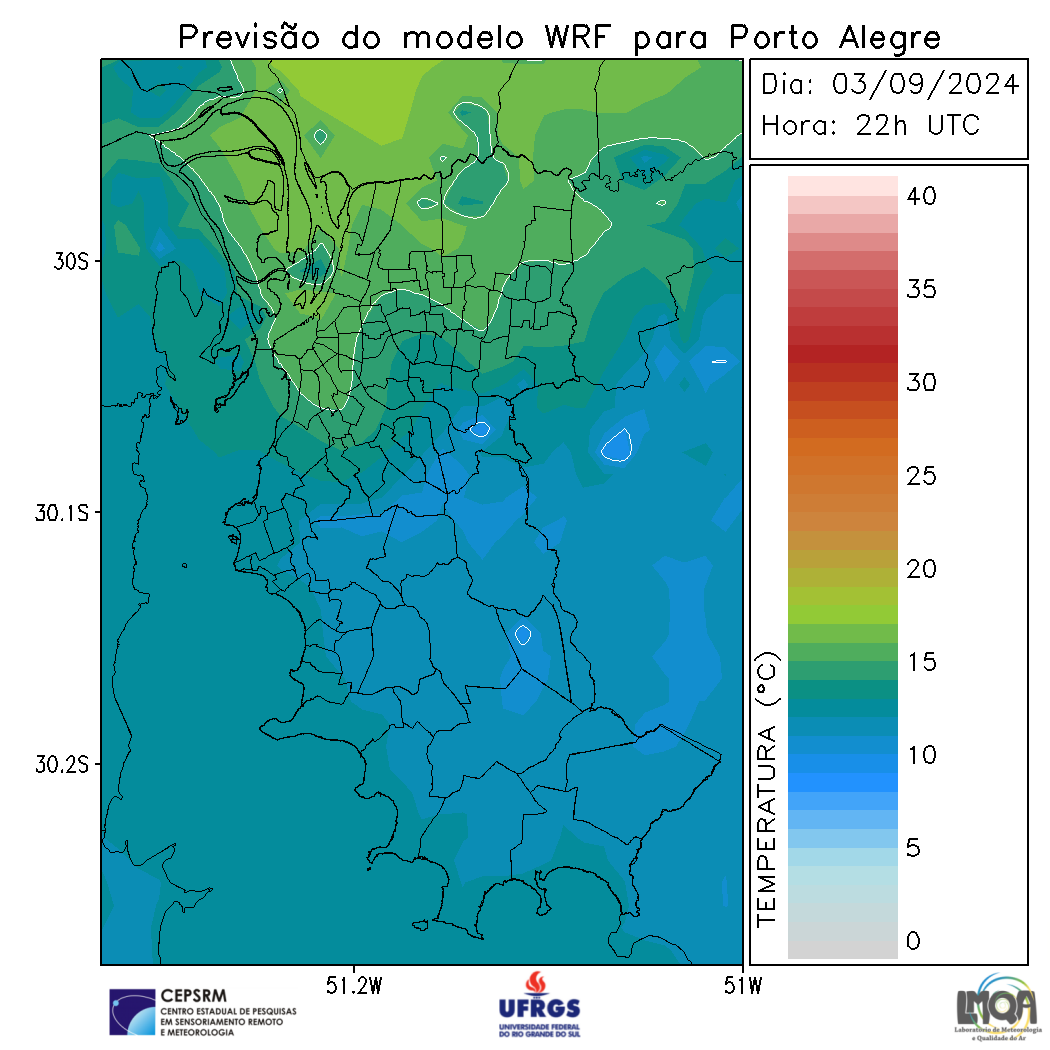 Previsão do modelo WRF para Porto Alegre
Dia: 03/09/2024
Hora: 22h UTC
30S
30.1S
30.2S
51.2W
51W
40
35
30
25
20
15
10
5
0
TEMPERATURA (°C)
CEPSRM
CENTRO ESTADUAL DE PESQUISAS
EM SENSORIAMENTO REMOTO
E METEOROLOGIA
UFRGS
UNIVERSIDADE FEDERAL
DO RIO GRANDE DO SUL
LMQA
Laboratório de Meteorologia
e Qualidade do Ar